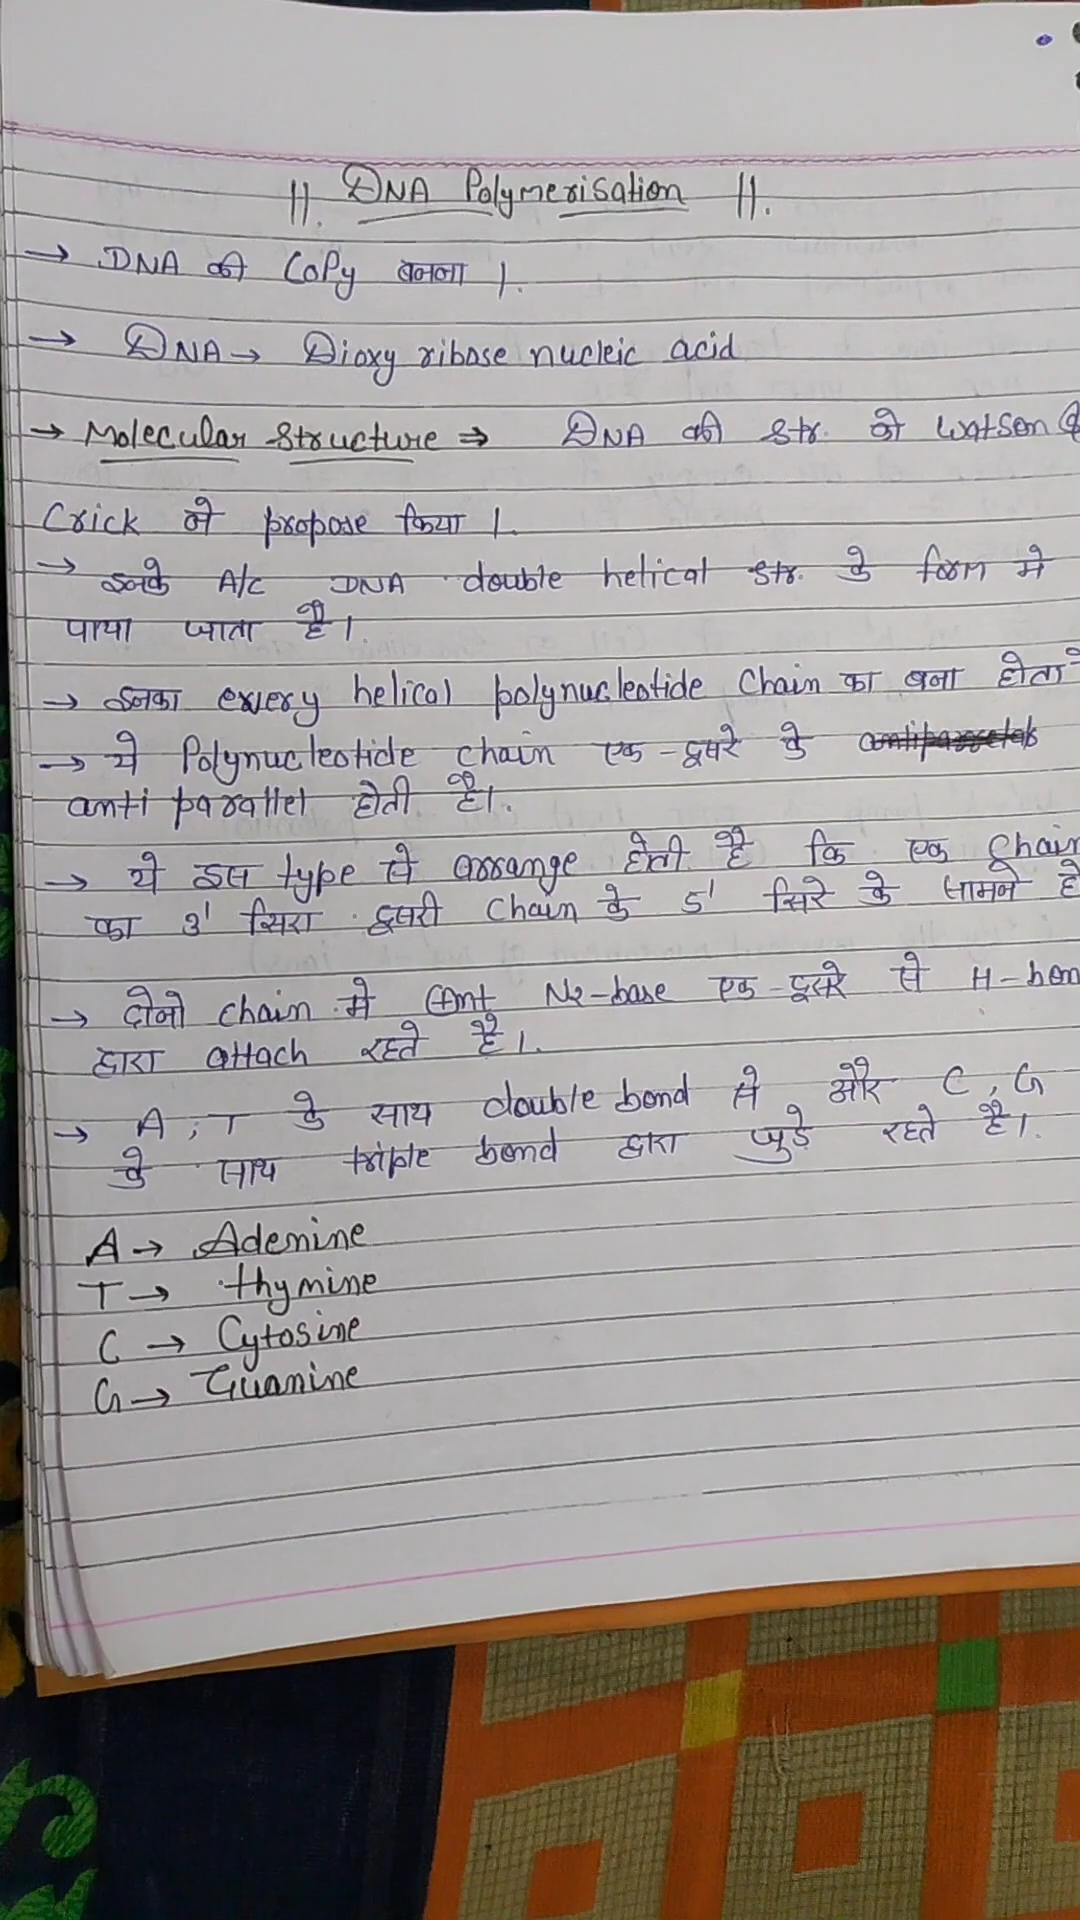 ||. DNA Polymerisation ||.
→ DNA की Copy बनना |.
→ DNA → Dioxy ribose nucleic acid
→ Molecular Structure ⇒ DNA की Str. को Watson &
Crick ने propose किया |.
→ इनके A/c DNA double helical str. के form मे
पाया जाता है |.
→ इनका every helical polynucleotide Chain का बना होता
→ ये Polynucleotide chain एक-दूसरे के
anti parallel होती है |.
→ ये इस type से arrange होती है कि एक Chain
का 3' सिरा दूसरी Chain के 5' सिरे के सामने
→ दोनो chain मे N2-base एक-दूसरे से H-bon
द्वारा attach रहते है |.
→ A, T के साथ double bond से और C, G
के साथ triple bond द्वारा जुड़े रहते है |.
A → Adenine
T → thymine
C → Cytosine
G → Guanine